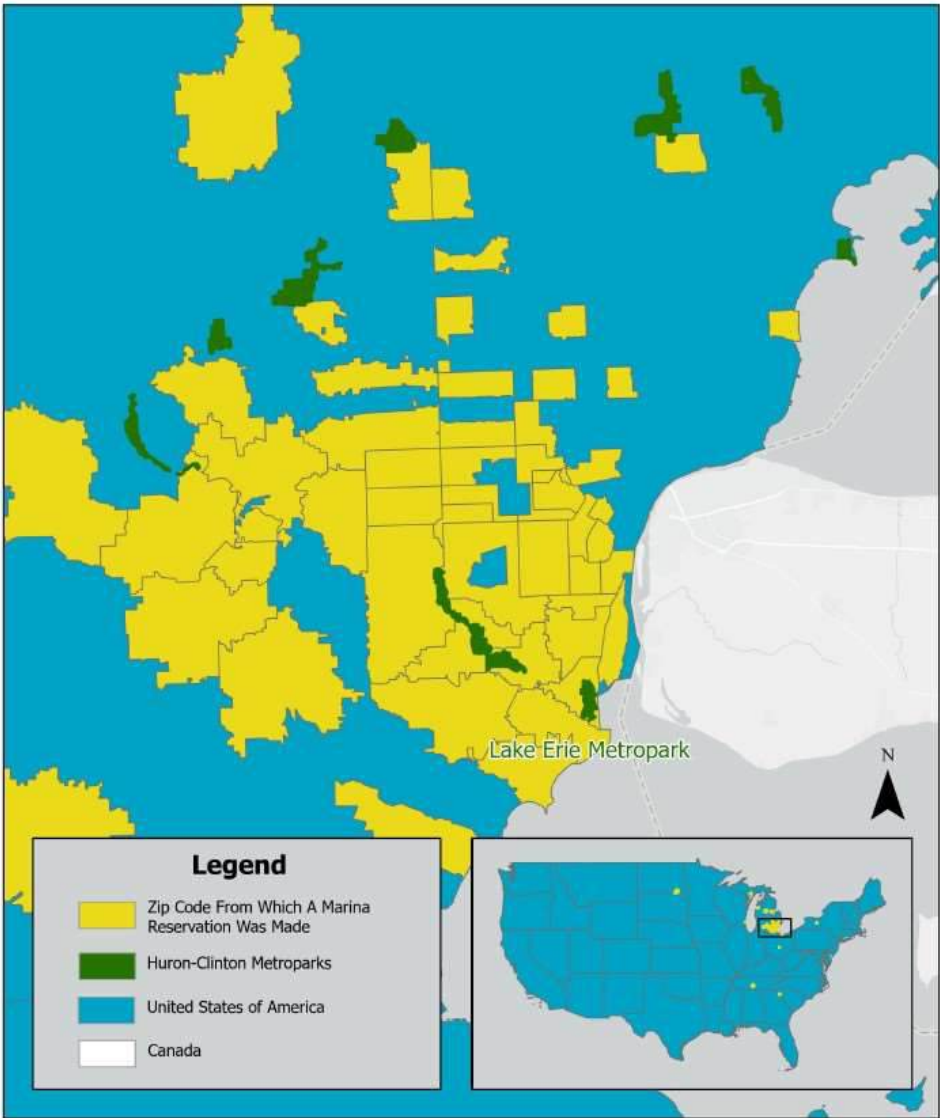 Lake Erie Metropark
N
Legend
Zip Code From Which A Marina
Reservation Was Made
Huron-Clinton Metroparks
United States of America
Canada